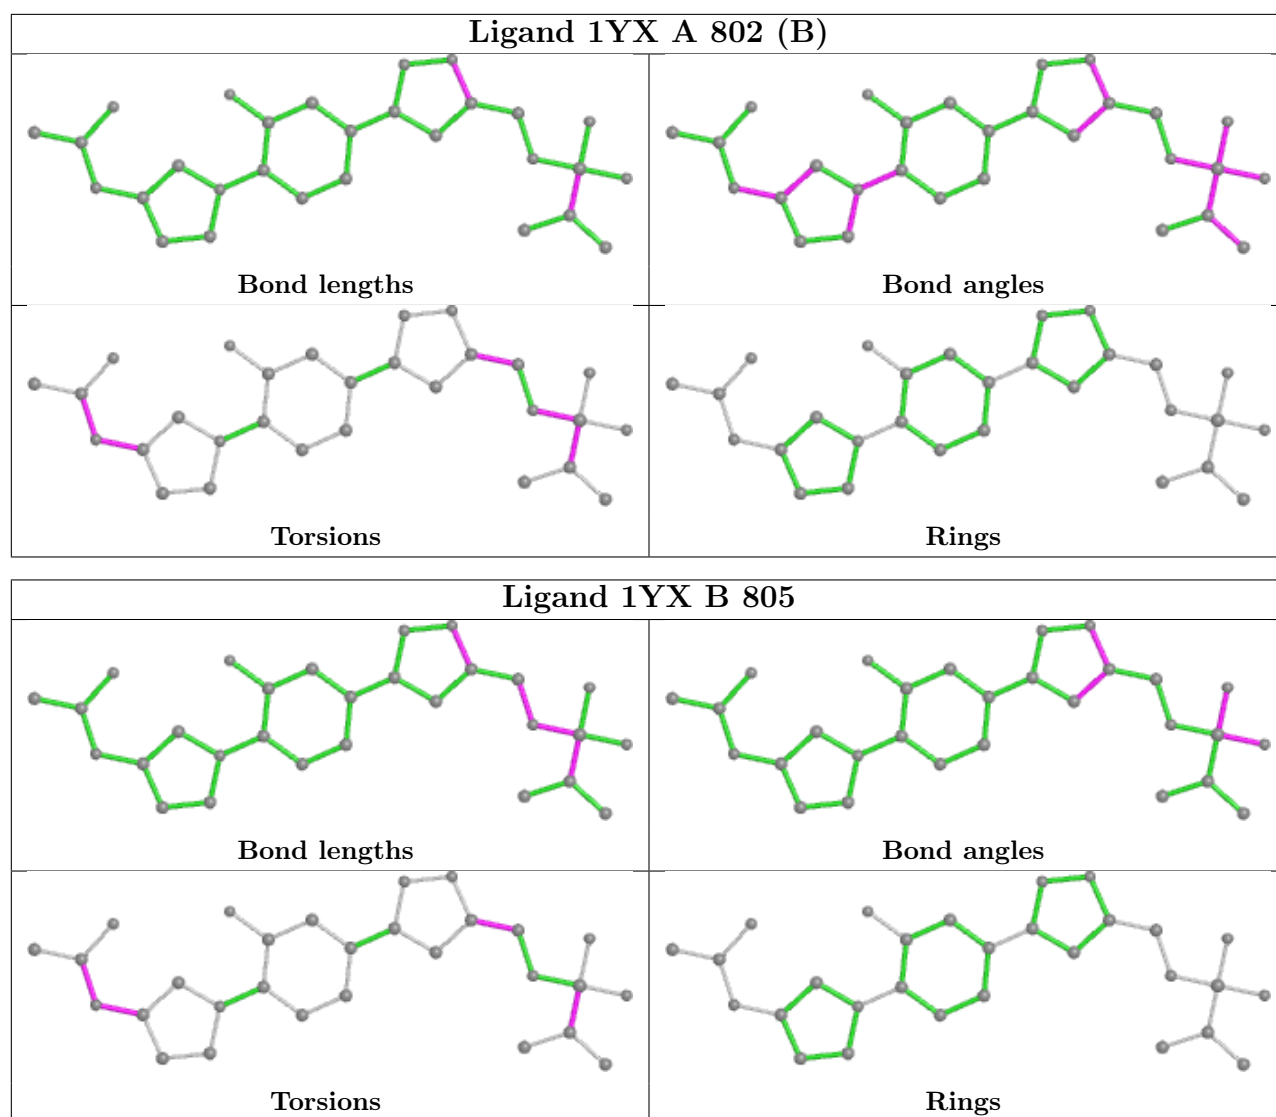 Ligand 1YX A 802 (B)
Bond lengths
Bond angles
Torsions
Rings
Ligand 1YX B 805
Bond lengths
Bond angles
Torsions
Rings